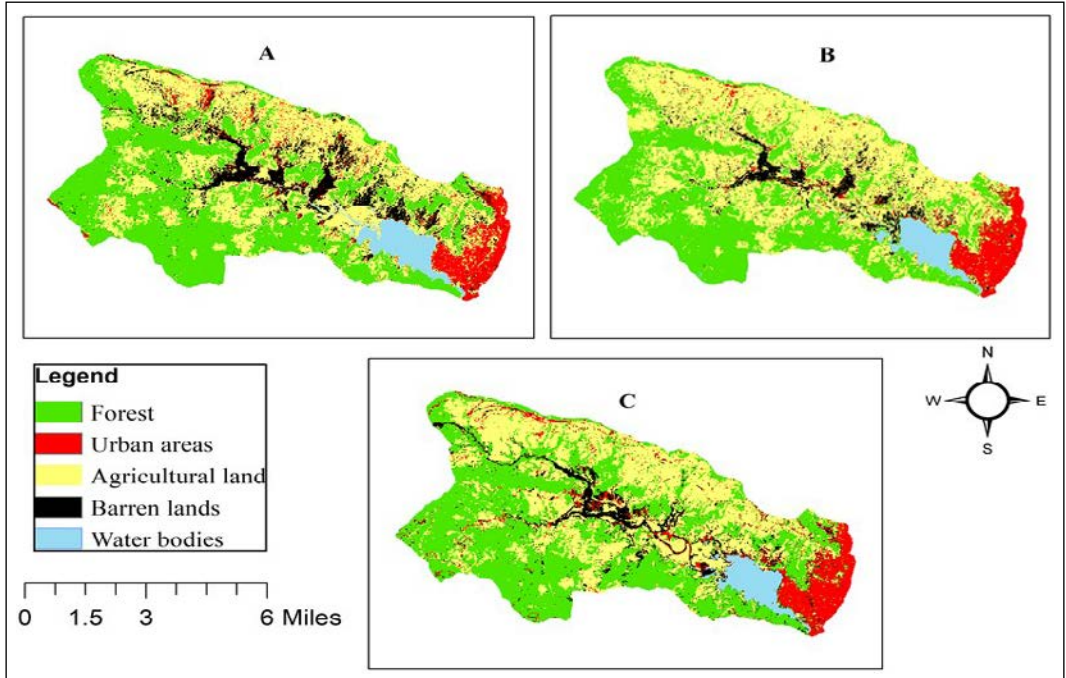 A
B
Legend
Forest
Urban areas
Agricultural land
Barren lands
Water bodies
0 1.5 3 6 Miles
C
N
W E
S